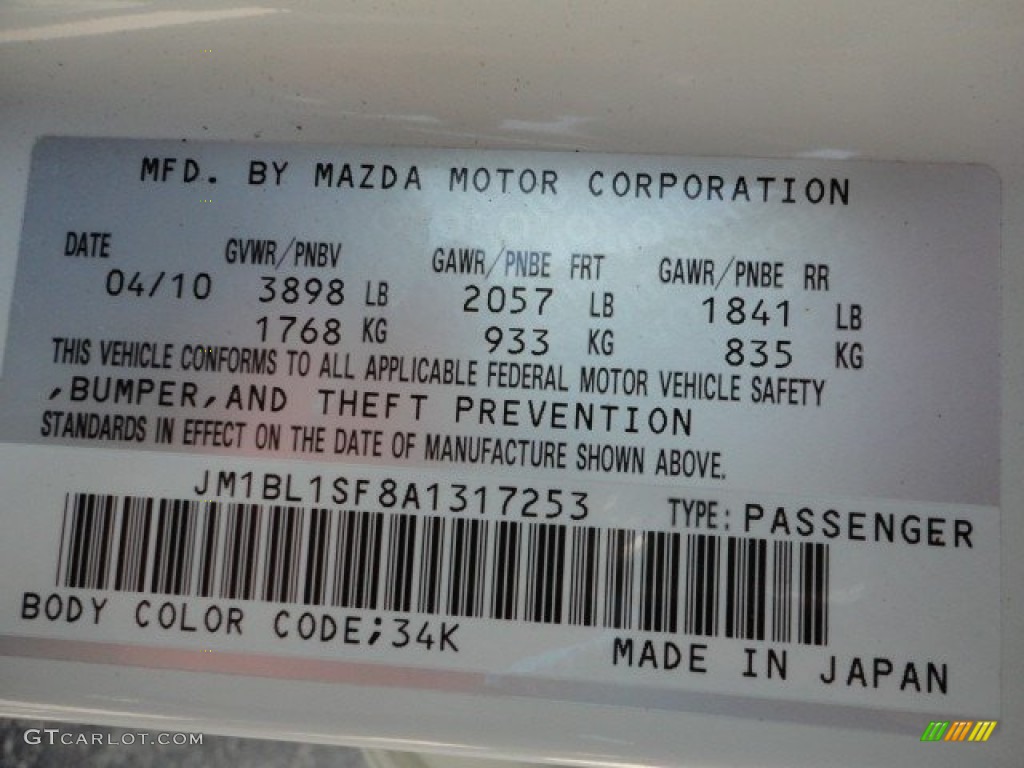 MFD. BY MAZDA MOTOR CORPORATION
DATE GVWR/PNBV GAWR/PNBE FRT GAWR/PNBE RR
04/10 3898 LB 2057 LB 1841 LB
1768 KG 933 KG 835 KG
THIS VEHICLE CONFORMS TO ALL APPLICABLE FEDERAL MOTOR VEHICLE SAFETY
,BUMPER,AND THEFT PREVENTION
STANDARDS IN EFFECT ON THE DATE OF MANUFACTURE SHOWN ABOVE.
JM1BL1SF8A1317253 TYPE: PASSENGER
BODY COLOR CODE;34K MADE IN JAPAN
GTCARLOT.COM